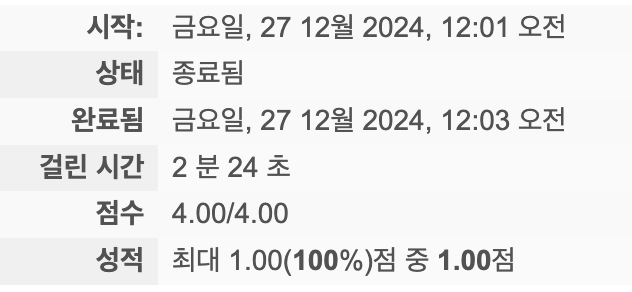 시작: 금요일, 27 12월 2024, 12:01 오전
상태 종료됨
완료됨 금요일, 27 12월 2024, 12:03 오전
걸린 시간 2 분 24 초
점수 4.00/4.00
성적 최대 1.00(100%)점 중 1.00점